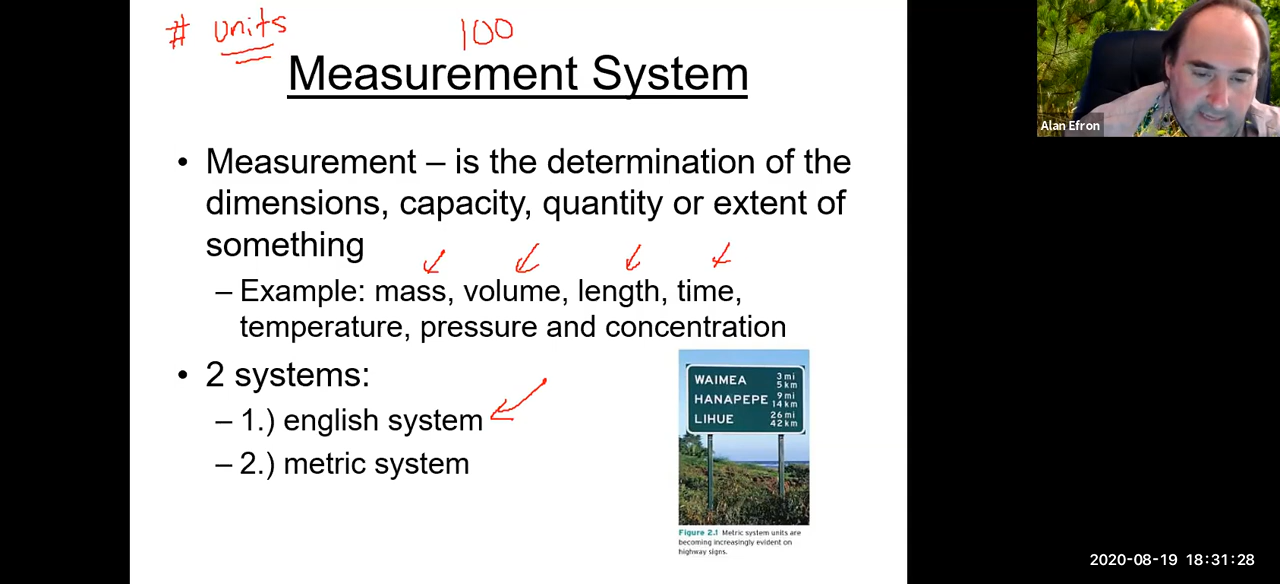 # units
100
Measurement System
• Measurement – is the determination of the
dimensions, capacity, quantity or extent of
something
– Example: mass, volume, length, time,
temperature, pressure and concentration
• 2 systems:
– 1.) english system
– 2.) metric system
WAIMEA 3 mi
5 km
HANAPEPE 9 mi
14 km
LIHUE 26 mi
42 km
Figure 2.1 Metric system units are
becoming increasingly evident on
highway signs.
Alan Efron
2020-08-19 18:31:28